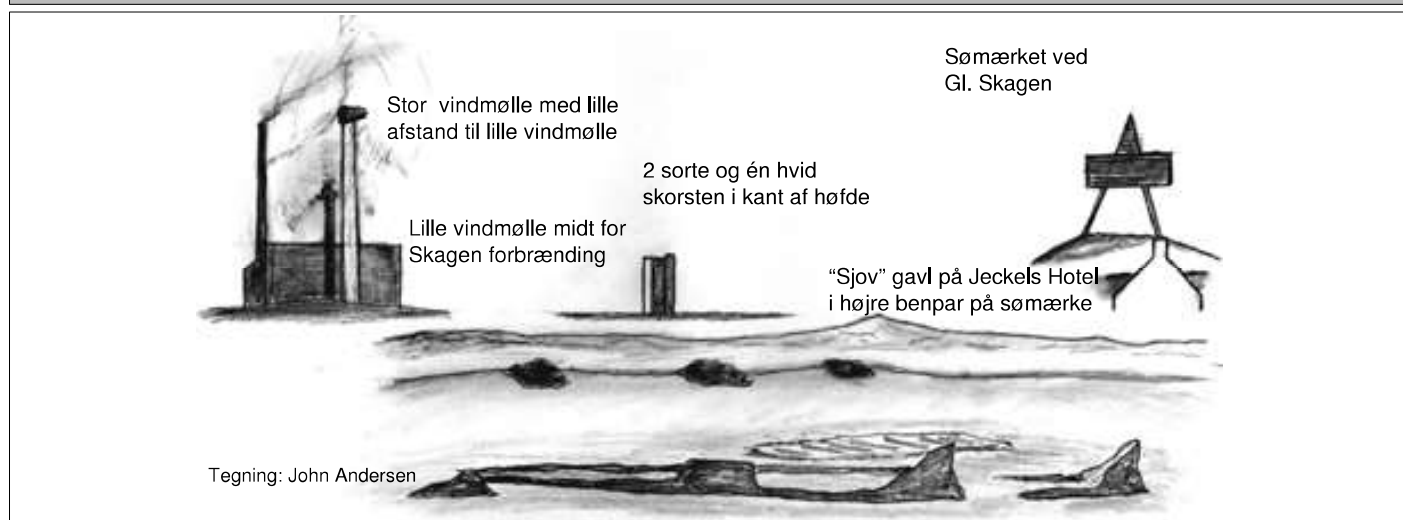 Sømærket ved
Gl. Skagen
Stor vindmølle med lille
afstand til lille vindmølle
2 sorte og én hvid
skorsten i kant af høfde
Lille vindmølle midt for
Skagen forbrænding
“Sjov” gavl på Jeckels Hotel
i højre benpar på sømærke
Tegning: John Andersen